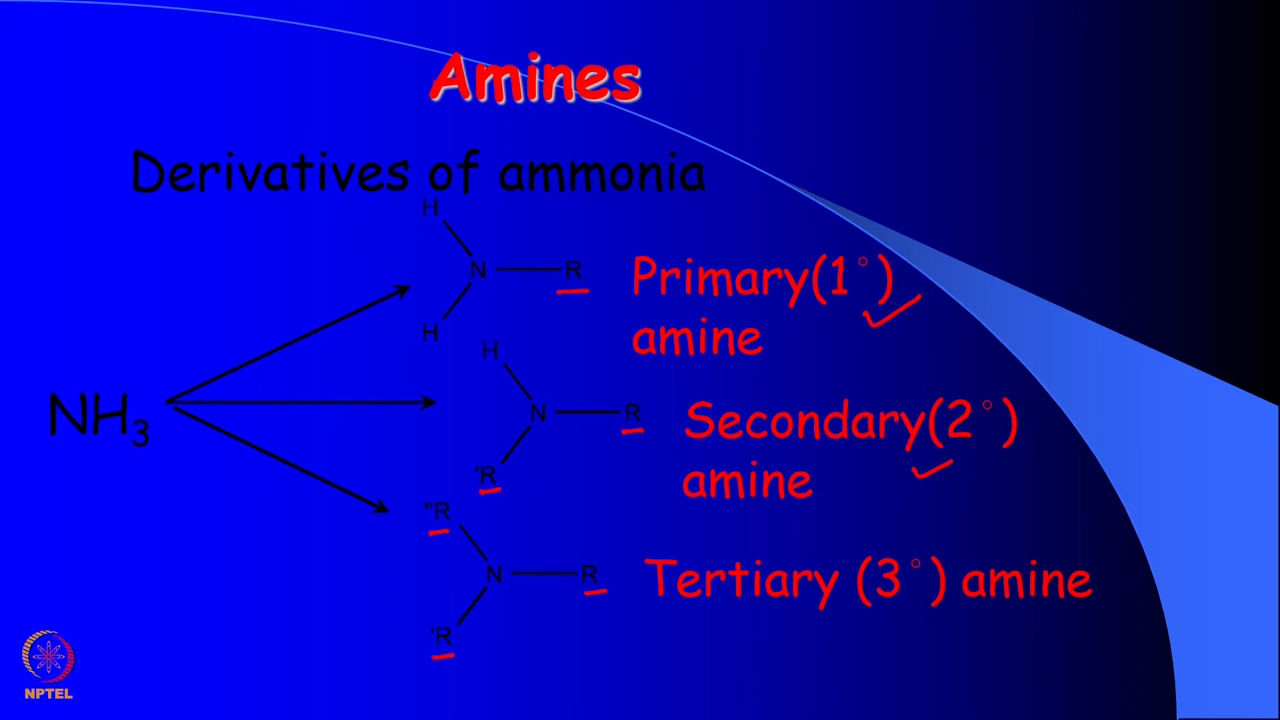 Amines
Derivatives of ammonia
H
N R
H
Primary(1°)
amine
NH3
H
N R
'R
Secondary(2°)
amine
"R
N R
'R
Tertiary (3°) amine
NPTEL